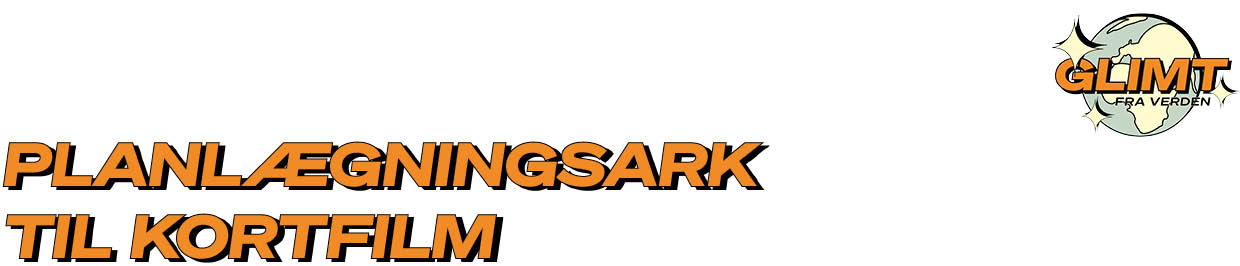 GLIMT
FRA VERDEN
PLANLÆGNINGSARK
TIL KORTFILM